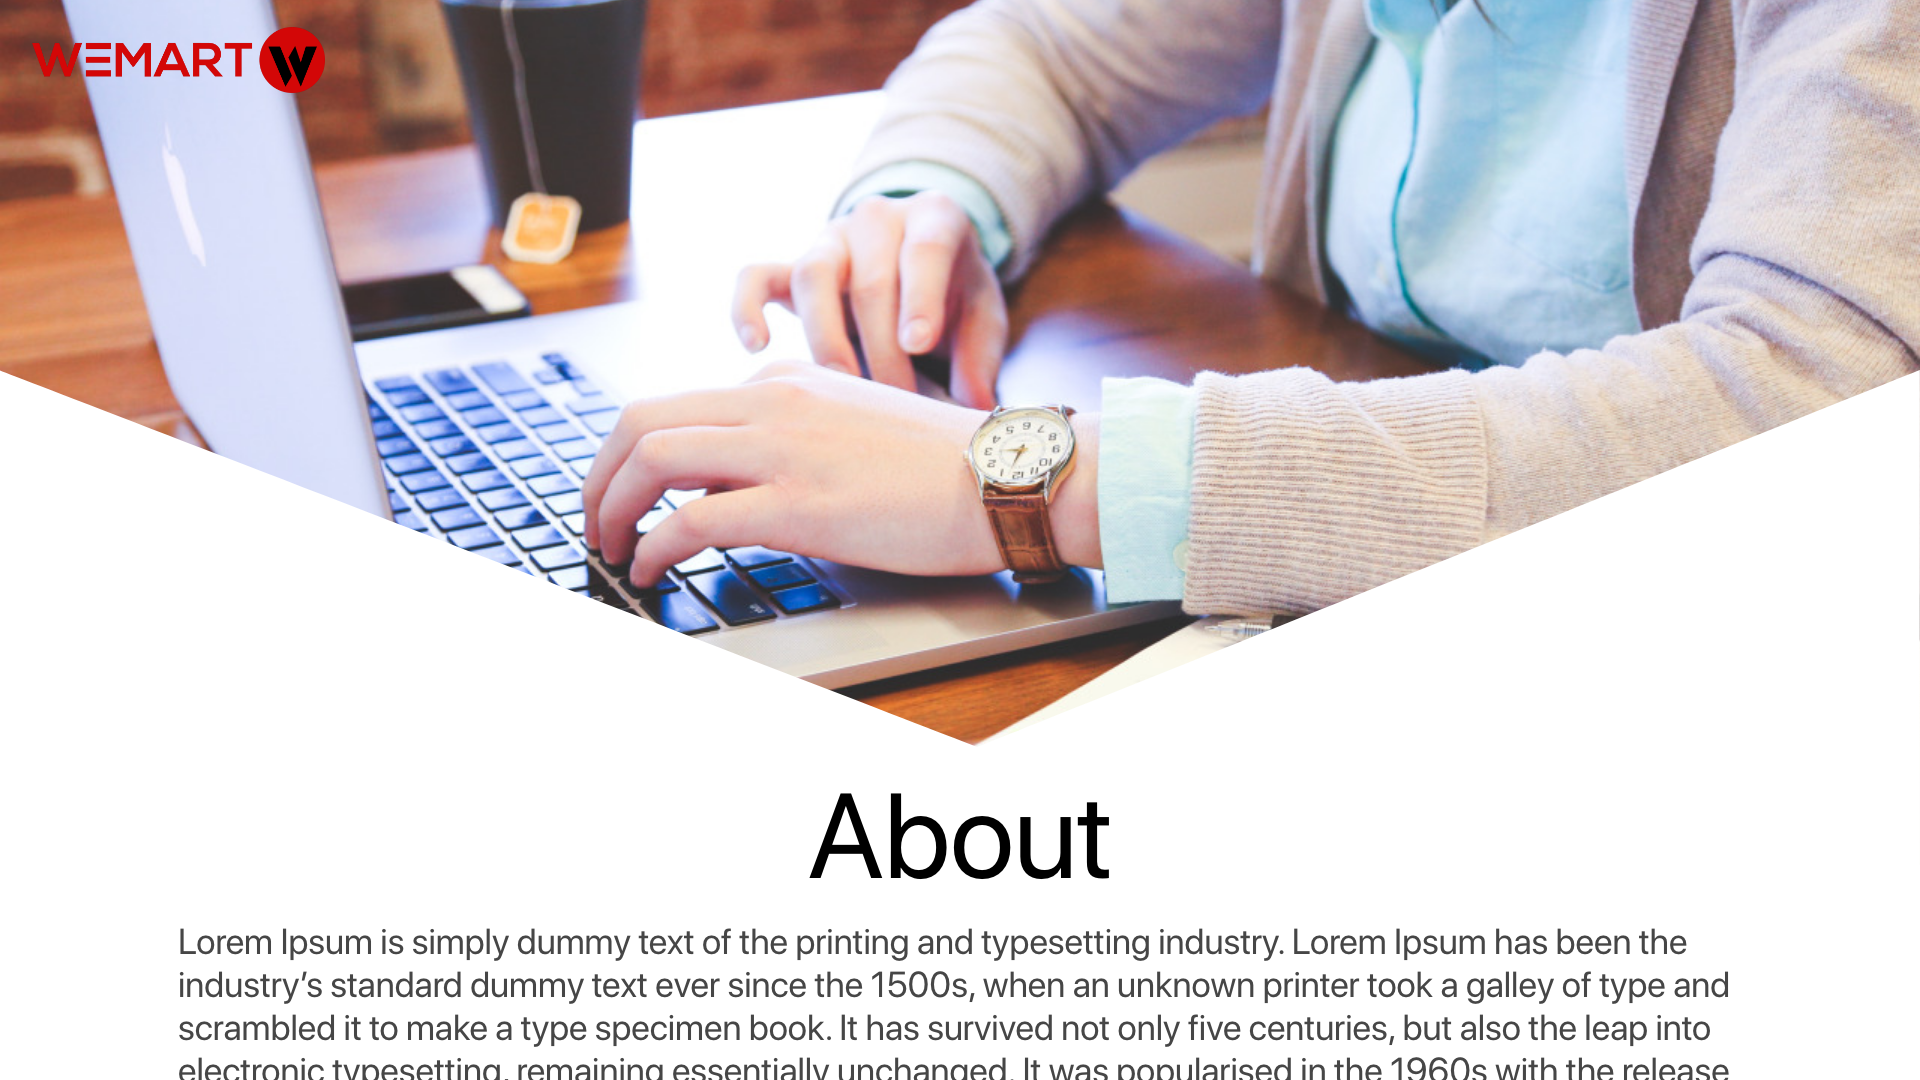 WEMART W
About
Lorem Ipsum is simply dummy text of the printing and typesetting industry. Lorem Ipsum has been the
industry’s standard dummy text ever since the 1500s, when an unknown printer took a galley of type and
scrambled it to make a type specimen book. It has survived not only five centuries, but also the leap into
electronic typesetting, remaining essentially unchanged. It was popularised in the 1960s with the release